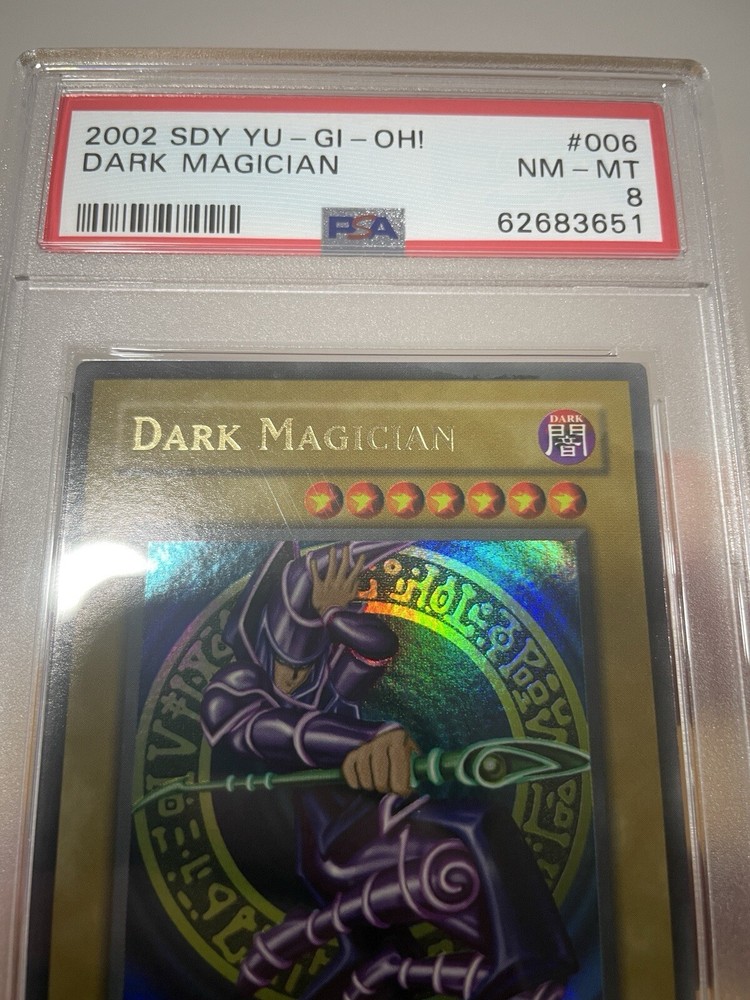 2002 SDY YU-GI-OH! #006
DARK MAGICIAN NM-MT
8
PSA 62683651
DARK MAGICIAN
DARK
闇